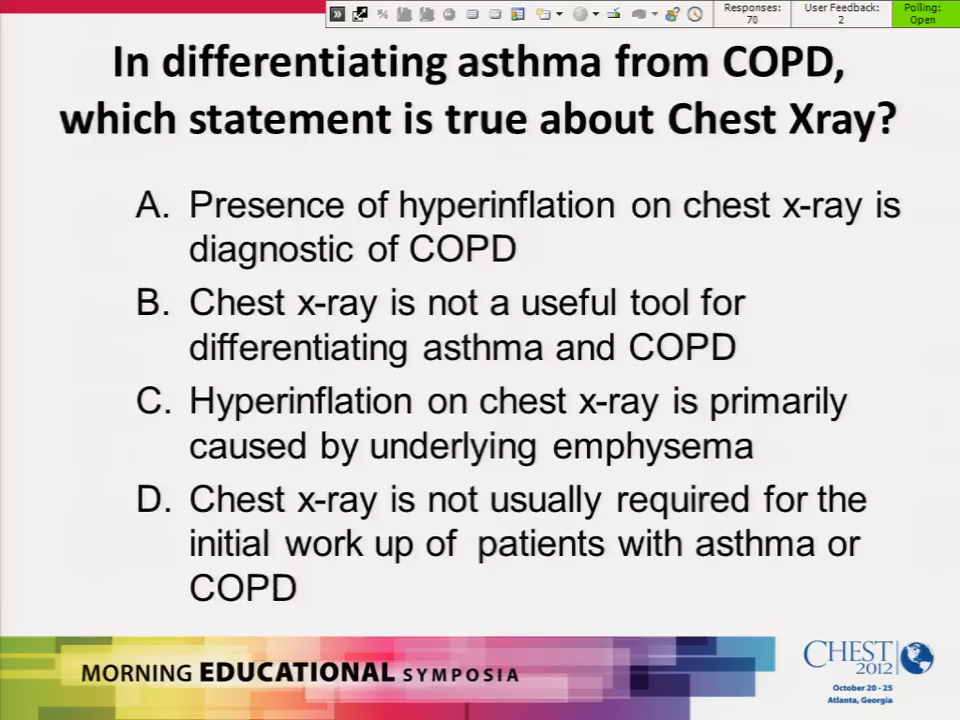 Responses:
70
User Feedback:
2
Polling:
Open
In differentiating asthma from COPD,
which statement is true about Chest Xray?
A. Presence of hyperinflation on chest x-ray is
diagnostic of COPD
B. Chest x-ray is not a useful tool for
differentiating asthma and COPD
C. Hyperinflation on chest x-ray is primarily
caused by underlying emphysema
D. Chest x-ray is not usually required for the
initial work up of patients with asthma or
COPD
MORNING EDUCATIONAL SYMPOSIA
CHEST
2012
October 20 - 25
Atlanta, Georgia